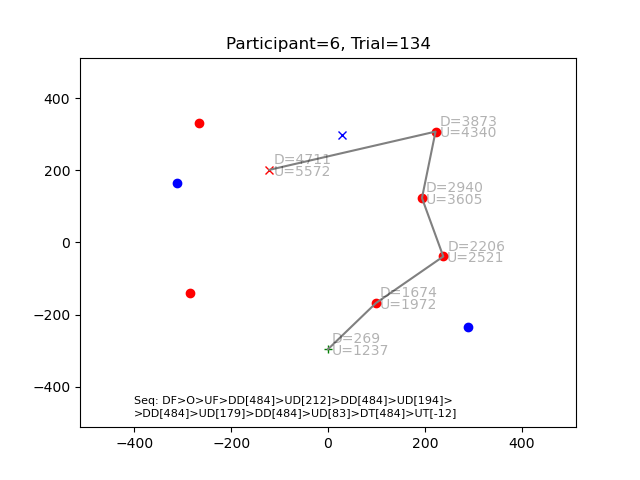 Participant=6, Trial=134
400
200
0
−200
−400
D=3873
U=4340
D=4711
U=5572
D=2940
U=3605
D=2206
U=2521
D=1674
U=1972
D=269
U=1237
Seq: DF>O>UF>DD[484]>UD[212]>DD[484]>UD[194]>
>DD[484]>UD[179]>DD[484]>UD[83]>DT[484]>UT[-12]
−400 −200 0 200 400